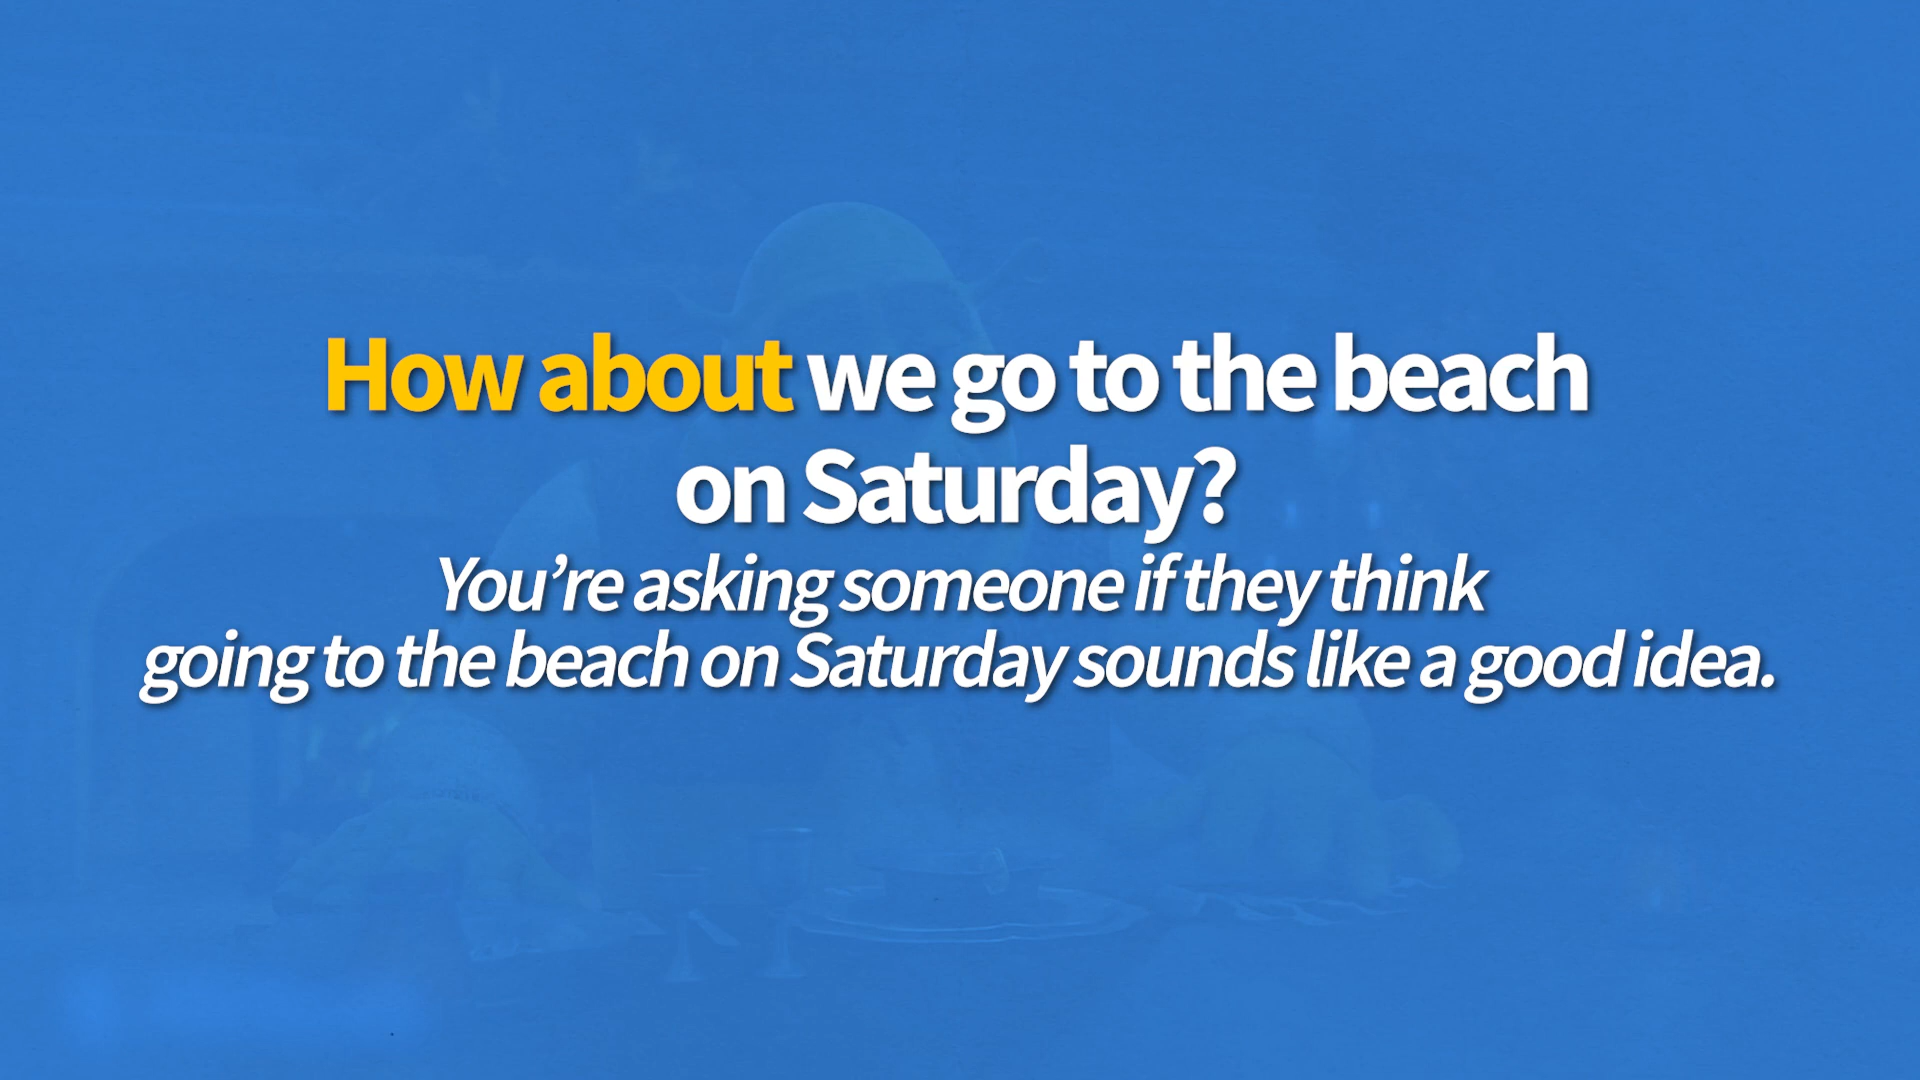 How about we go to the beach
on Saturday?
You’re asking someone if they think
going to the beach on Saturday sounds like a good idea.